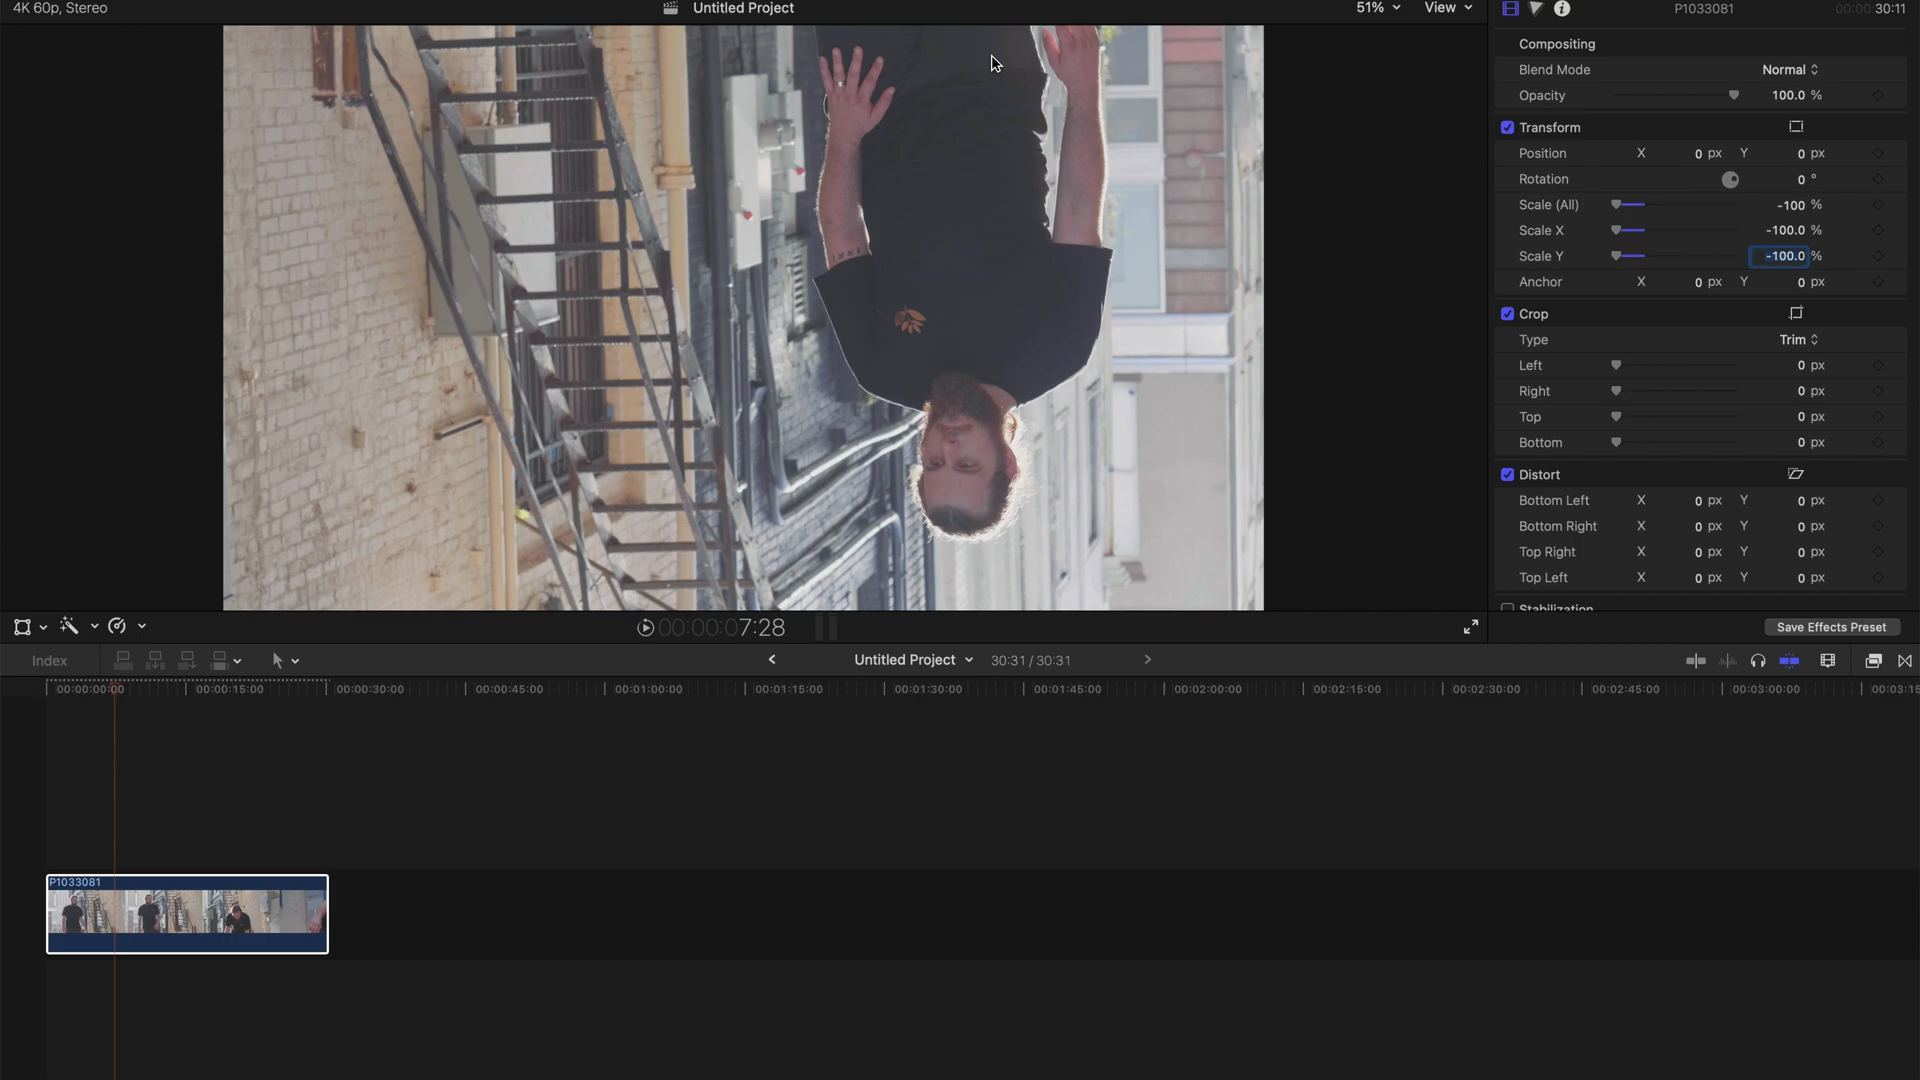 4K 60p, Stereo
Untitled Project
51%
View
P1033081
00:00:30:11
Compositing
Blend Mode
Normal
Opacity
100.0 %
Transform
Position X 0 px Y 0 px
Rotation 0 °
Scale (All) -100 %
Scale X -100.0 %
Scale Y -100.0 %
Anchor X 0 px Y 0 px
Crop
Type Trim
Left 0 px
Right 0 px
Top 0 px
Bottom 0 px
Distort
Bottom Left X 0 px Y 0 px
Bottom Right X 0 px Y 0 px
Top Right X 0 px Y 0 px
Top Left X 0 px Y 0 px
Stabilization
00:00:07:28
Save Effects Preset
Index
Untitled Project
30:31 / 30:31
00:00:00:00
00:00:15:00
00:00:30:00
00:00:45:00
00:01:00:00
00:01:15:00
00:01:30:00
00:01:45:00
00:02:00:00
00:02:15:00
00:02:30:00
00:02:45:00
00:03:00:00
00:03:15
P1033081